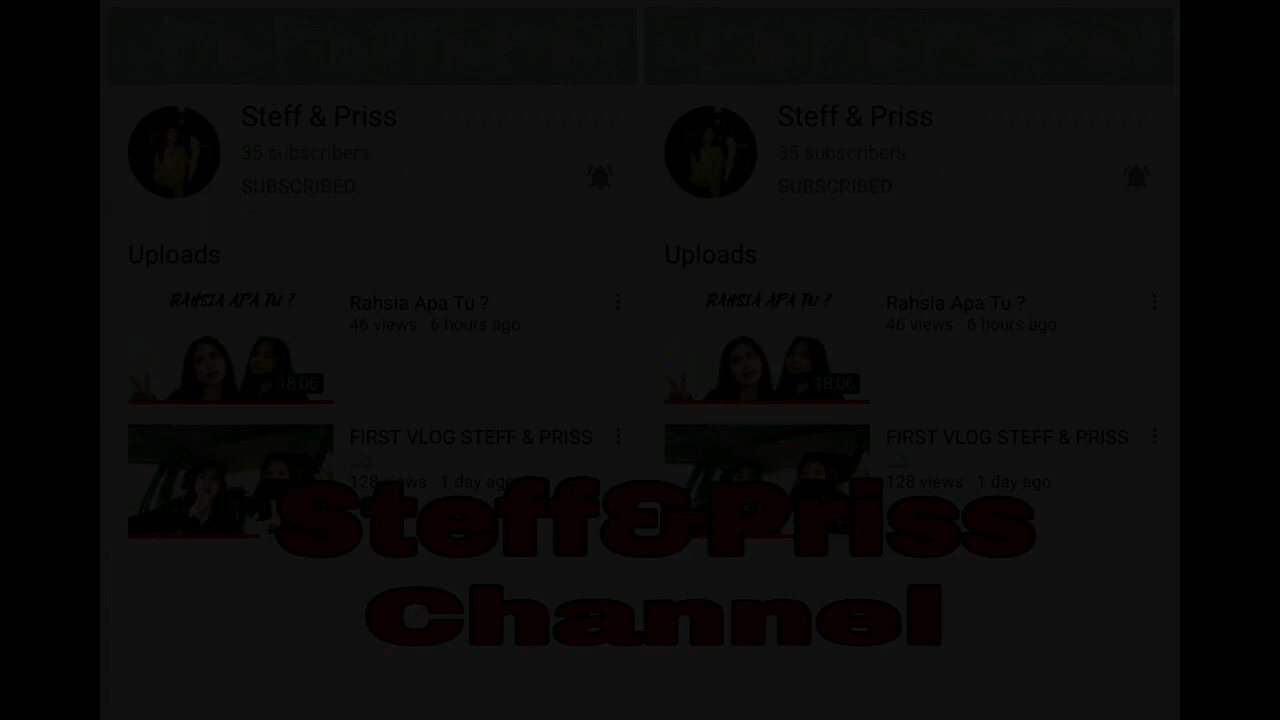 Steff & Priss
35 subscribers
SUBSCRIBED
Uploads
RAHSIA APA TU ?
18:06
Rahsia Apa Tu ?
46 views · 6 hours ago
FIRST VLOG STEFF & PRISS
128 views · 1 day ago
Steff & Priss
35 subscribers
SUBSCRIBED
Uploads
RAHSIA APA TU ?
18:06
Rahsia Apa Tu ?
46 views · 6 hours ago
FIRST VLOG STEFF & PRISS
128 views · 1 day ago
Steff&Priss
Channel